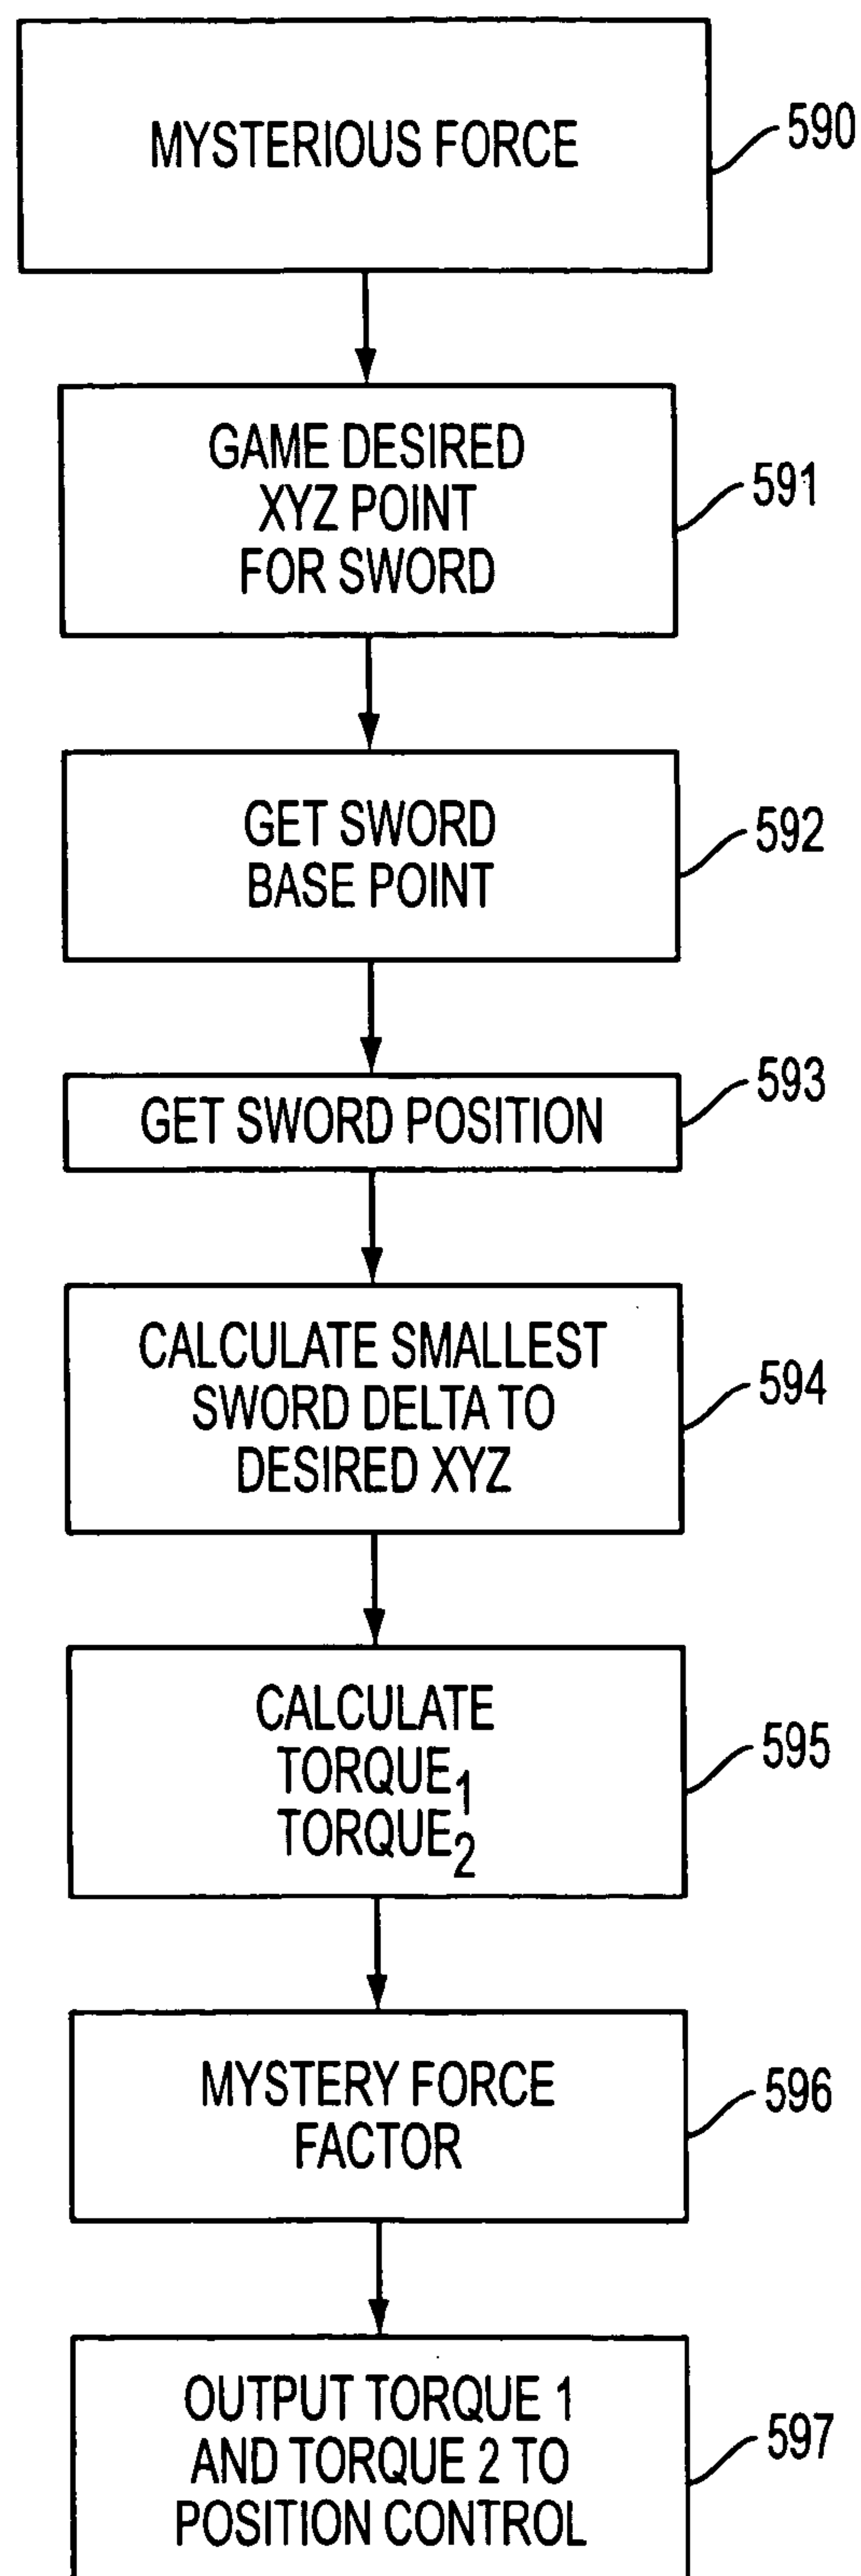 MYSTERIOUS FORCE
590
GAME DESIRED
XYZ POINT
FOR SWORD
591
GET SWORD
BASE POINT
592
GET SWORD POSITION
593
CALCULATE SMALLEST
SWORD DELTA TO
DESIRED XYZ
594
CALCULATE
TORQUE1
TORQUE2
595
MYSTERY FORCE
FACTOR
596
OUTPUT TORQUE 1
AND TORQUE 2 TO
POSITION CONTROL
597